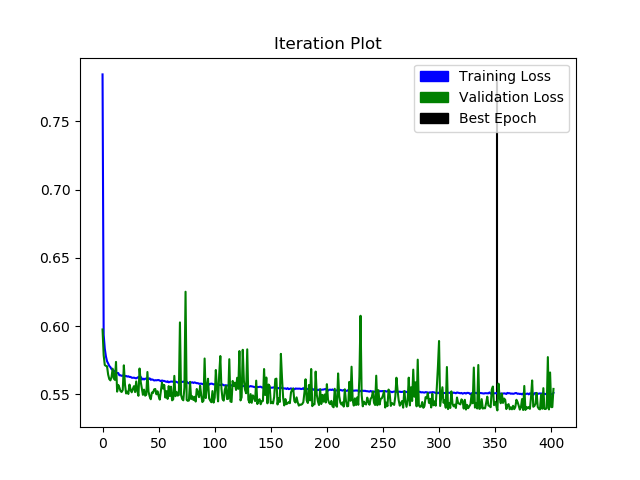 Iteration Plot
Training Loss
Validation Loss
Best Epoch
0.75
0.70
0.65
0.60
0.55
0 50 100 150 200 250 300 350 400